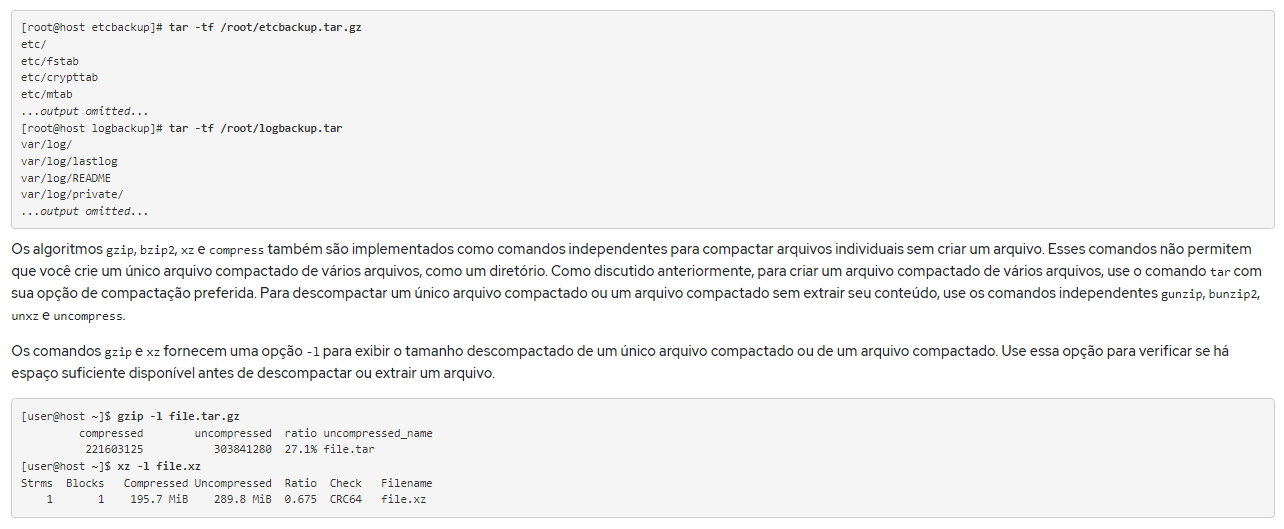 [root@host etcbackup]# tar -tf /root/etcbackup.tar.gz
etc/
etc/fstab
etc/crypttab
etc/mtab
...output omitted...
[root@host logbackup]# tar -tf /root/logbackup.tar
var/log/
var/log/lastlog
var/log/README
var/log/private/
...output omitted...
Os algoritmos gzip, bzip2, xz e compress também são implementados como comandos independentes para compactar arquivos individuais sem criar um arquivo. Esses comandos não permitem
que você crie um único arquivo compactado de vários arquivos, como um diretório. Como discutido anteriormente, para criar um arquivo compactado de vários arquivos, use o comando tar com
sua opção de compactação preferida. Para descompactar um único arquivo compactado ou um arquivo compactado sem extrair seu conteúdo, use os comandos independentes gunzip, bunzip2,
unxz e uncompress.
Os comandos gzip e xz fornecem uma opção -l para exibir o tamanho descompactado de um único arquivo compactado ou de um arquivo compactado. Use essa opção para verificar se há
espaço suficiente disponível antes de descompactar ou extrair um arquivo.
[user@host ~]$ gzip -l file.tar.gz
compressed uncompressed ratio uncompressed_name
221603125 303841280 27.1% file.tar
[user@host ~]$ xz -l file.xz
Strms Blocks Compressed Uncompressed Ratio Check Filename
1 1 195.7 MiB 289.8 MiB 0.675 CRC64 file.xz